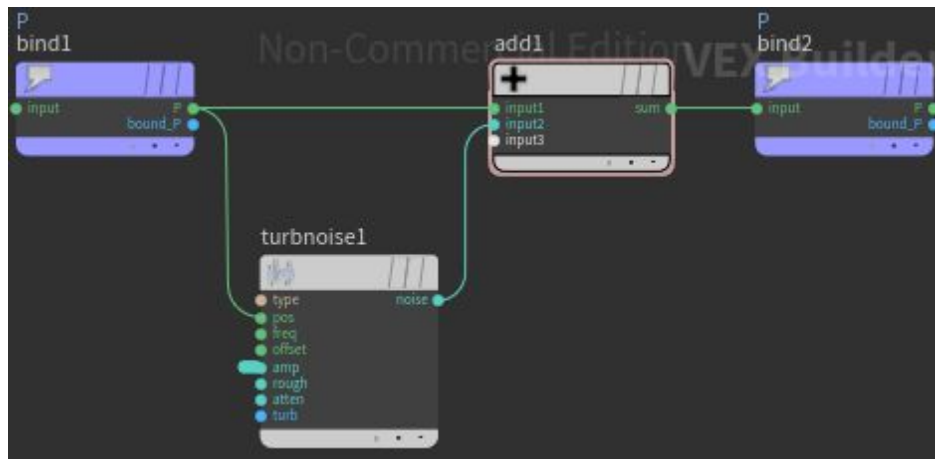 P
bind1
input
P
bound_P
Non-Commercial Edition
VEX Builder
add1
input1
sum
input2
input3
P
bind2
input
P
bound_P
turbnoise1
type
noise
pos
freq
offset
amp
rough
atten
turb